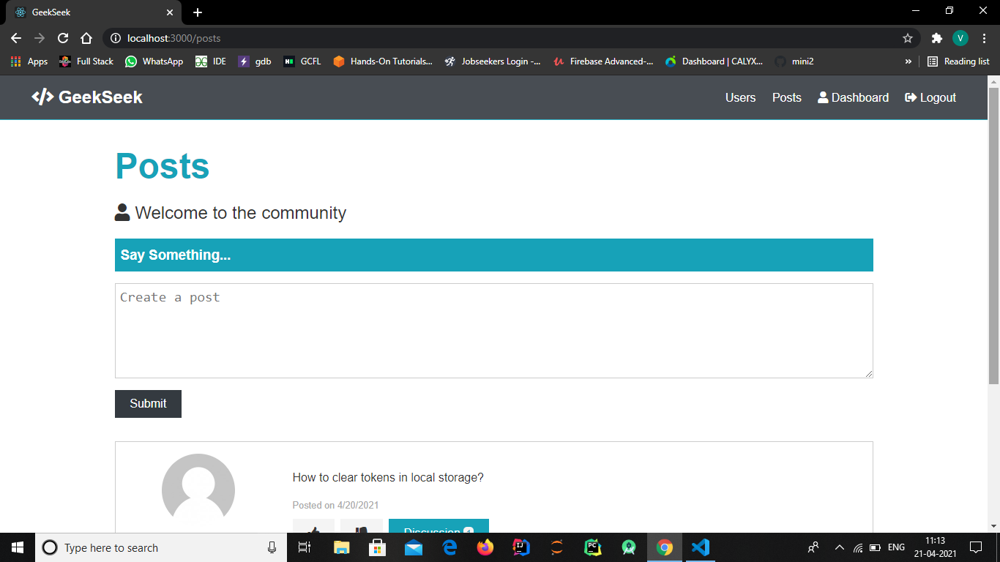 GeekSeek
localhost:3000/posts
V
Apps Full Stack WhatsApp IDE gdb GCFL Hands-On Tutorials... Jobseekers Login -... Firebase Advanced-... Dashboard | CALYX... mini2 » Reading list
</> GeekSeek Users Posts Dashboard Logout
Posts
Welcome to the community
Say Something...
Create a post
Submit
How to clear tokens in local storage?
Posted on 4/20/2021
Discussion
Type here to search
ENG
11:13
21-04-2021